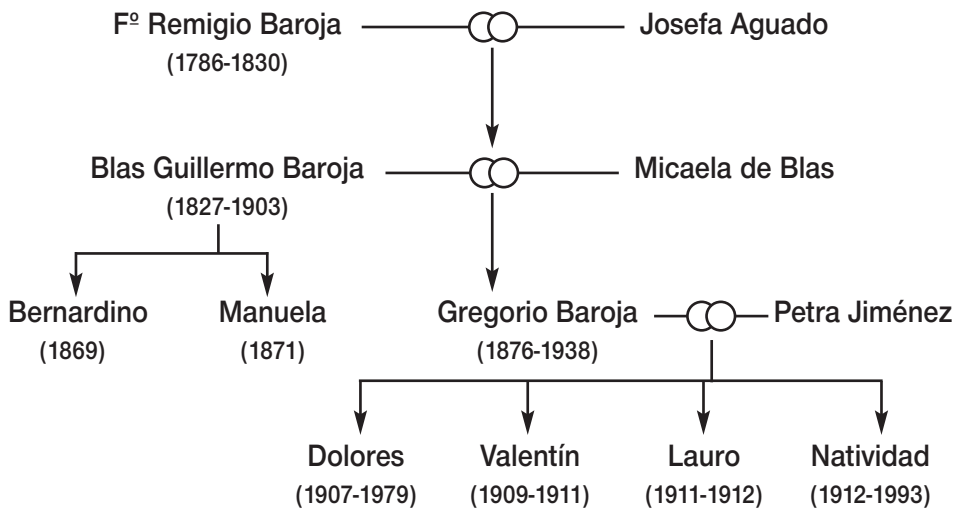 Fº Remigio Baroja
Josefa Aguado
(1786-1830)
Blas Guillermo Baroja
Micaela de Blas
(1827-1903)
Bernardino
Manuela
Gregorio Baroja
Petra Jiménez
(1869)
(1871)
(1876-1938)
Dolores
Valentín
Lauro
Natividad
(1907-1979)
(1909-1911)
(1911-1912)
(1912-1993)